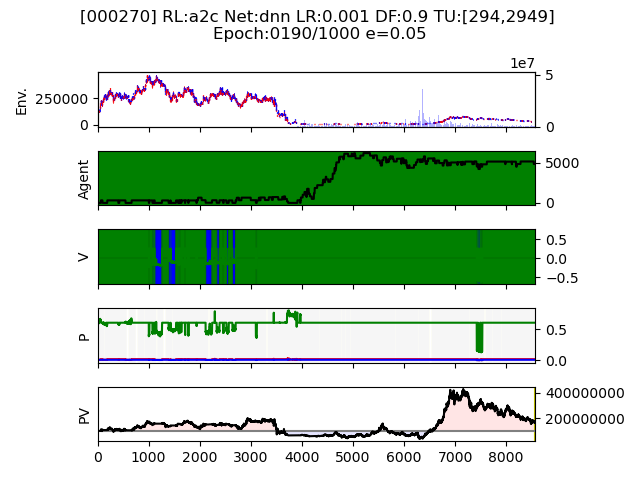 [000270] RL:a2c Net:dnn LR:0.001 DF:0.9 TU:[294,2949]
Epoch:0190/1000 e=0.05
1e7
Env.
250000
0
5
0
Agent
5000
0
V
0.5
0.0
−0.5
P
0.5
0.0
PV
400000000
200000000
0 1000 2000 3000 4000 5000 6000 7000 8000